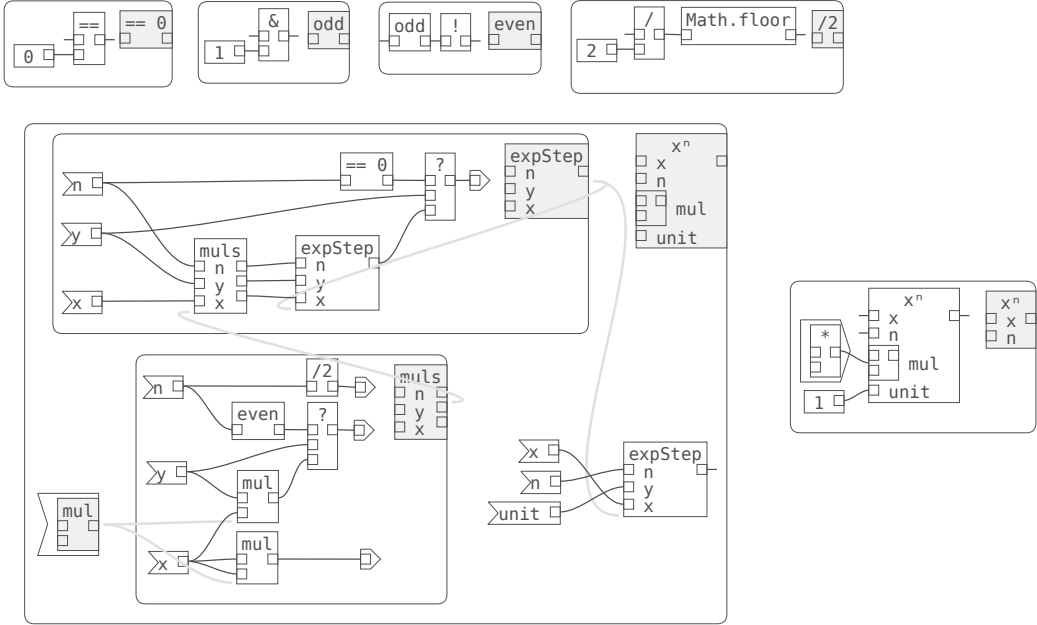 ==
== 0
0
&
odd
1
odd
!
even
/
Math.floor
/2
2
== 0
?
expStep
n
y
x
n
y
x
muls
n
y
x
expStep
n
y
x
xⁿ
x
n
mul
unit
n
/2
muls
n
y
x
even
?
y
mul
mul
x
mul
x
n
unit
expStep
n
y
x
xⁿ
x
n
mul
unit
*
1
xⁿ
x
n